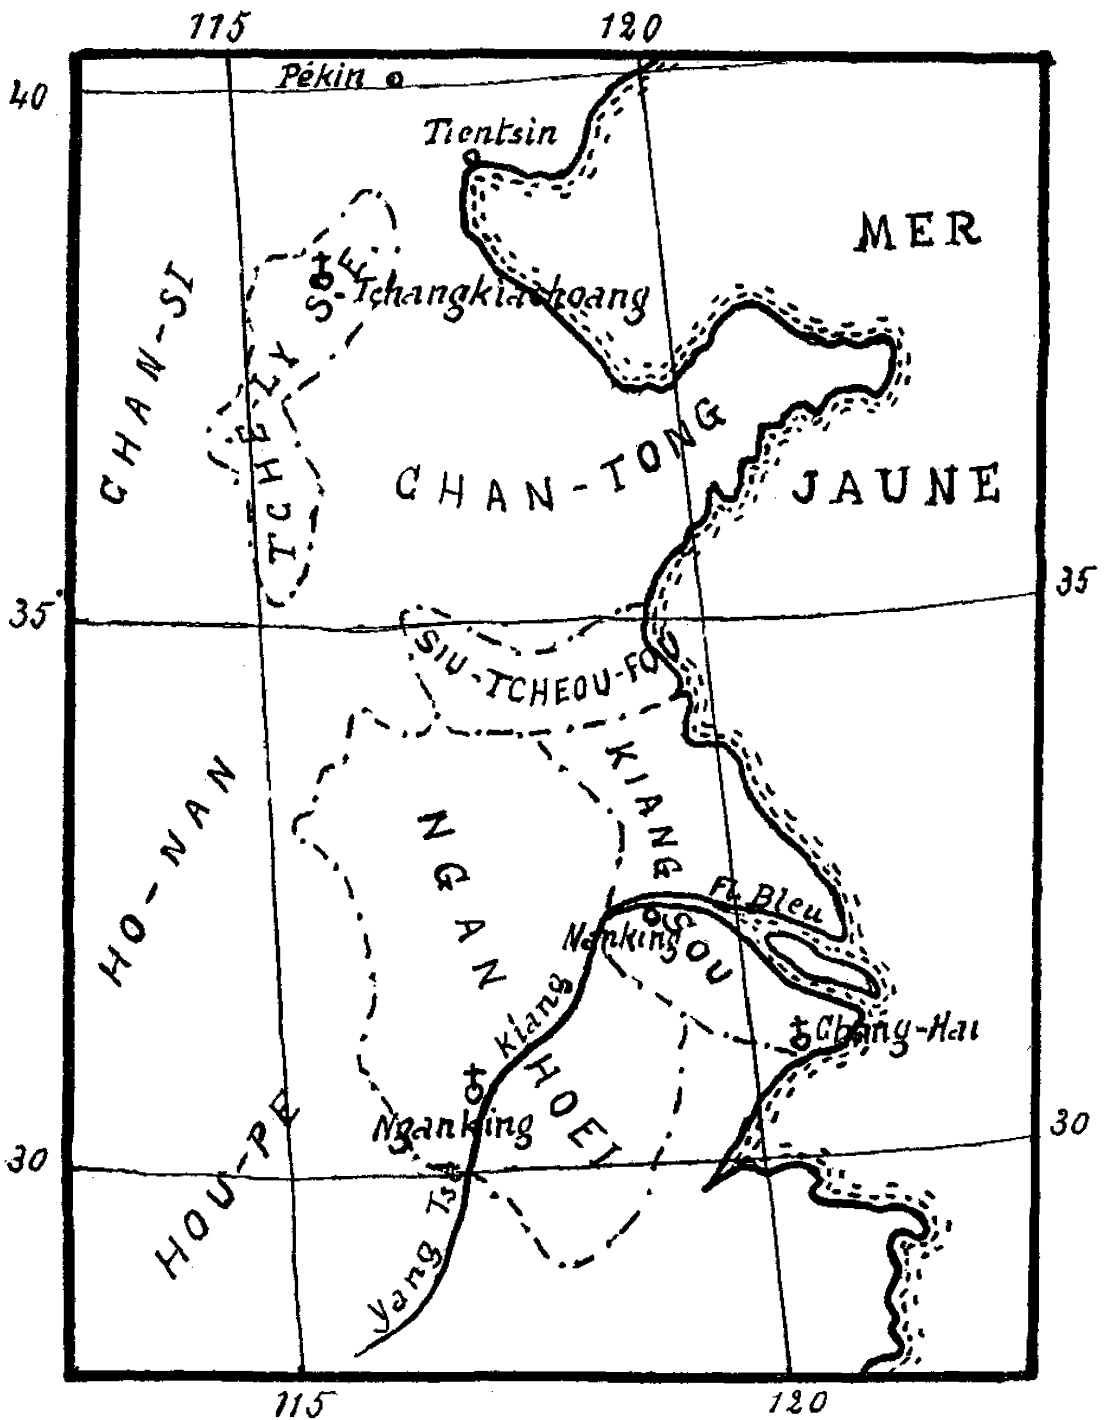 115
120
40
Pékin
Tientsin
MER
CHAN-SI
S.-E.
Tchangkiachoang
TCHE-LY
CHAN-TONG
JAUNE
35
35
SIU-TCHEOU-FOU
HO-NAN
NGAN
HOEI
KIANG
SOU
Fl. Bleu
Nanking
Kiang
Chang-Hai
Nganking
30
30
HOU-PE
Yang Tsé
115
120